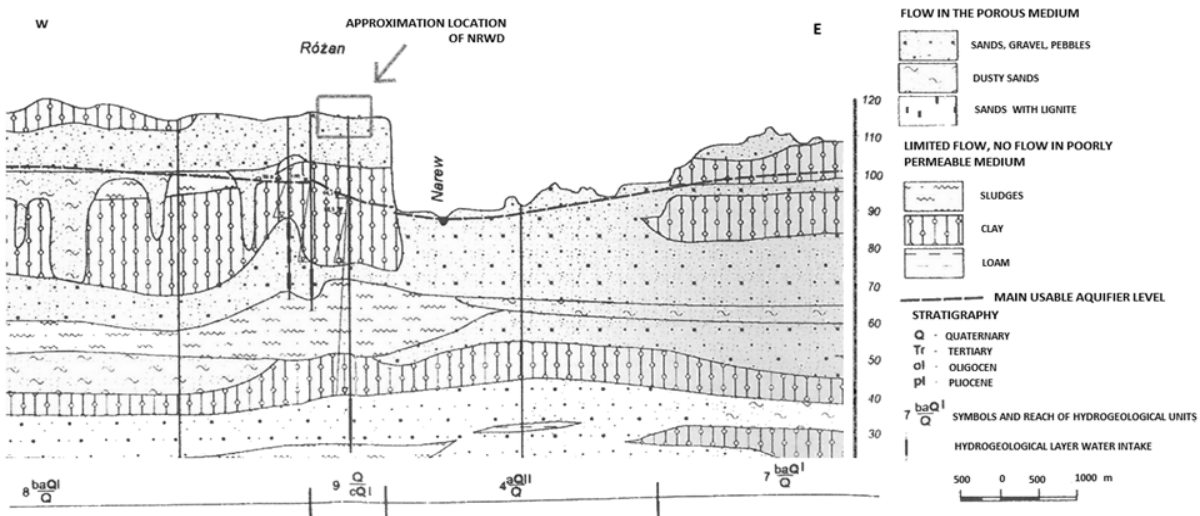 W
APPROXIMATION LOCATION
OF NRWD
E
Różan
Narew
120
110
100
90
80
70
60
50
40
30
8 baQI
Q
9 Q
cQI
4 aQII
Q
7 baQI
Q
FLOW IN THE POROUS MEDIUM
SANDS, GRAVEL, PEBBLES
DUSTY SANDS
SANDS WITH LIGNITE
LIMITED FLOW, NO FLOW IN POORLY
PERMEABLE MEDIUM
SLUDGES
CLAY
LOAM
MAIN USABLE AQUIFIER LEVEL
STRATIGRAPHY
Q - QUATERNARY
Tr - TERTIARY
ol - OLIGOCEN
pl - PLIOCENE
7 baQI
Q
SYMBOLS AND REACH OF HYDROGEOLOGICAL UNITS
HYDROGEOLOGICAL LAYER WATER INTAKE
500 0 500 1000 m